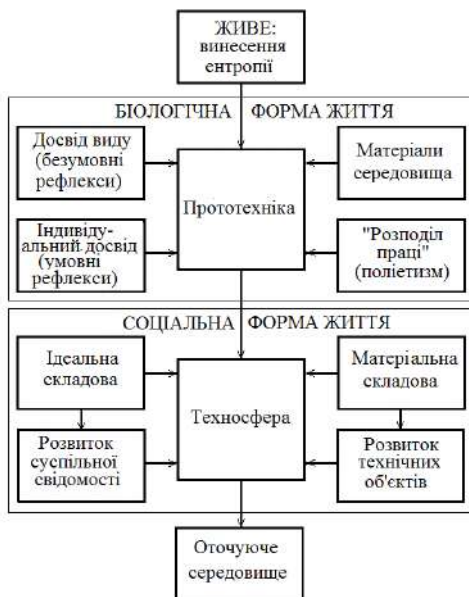 ЖИВЕ:
винесення
ентропії
БІОЛОГІЧНА ФОРМА ЖИТТЯ
Досвід виду
(безумовні
рефлекси)
Матеріали
середовища
Прототехніка
Індивіду-
альний досвід
(умовні
рефлекси)
"Розподіл
праці"
(поліетизм)
СОЦІАЛЬНА ФОРМА ЖИТТЯ
Ідеальна
складова
Матеріальна
складова
Техносфера
Розвиток
суспільної
свідомості
Розвиток
технічних
об'єктів
Оточуюче
середовище